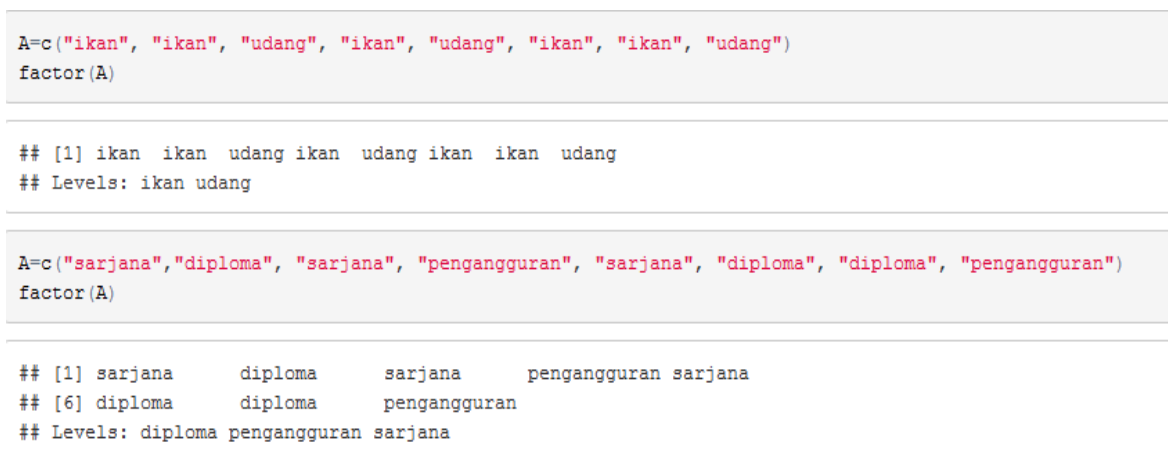 A=c("ikan", "ikan", "udang", "ikan", "udang", "ikan", "ikan", "udang")
factor(A)
## [1] ikan  ikan  udang ikan  udang ikan  ikan  udang
## Levels: ikan udang
A=c("sarjana","diploma", "sarjana", "pengangguran", "sarjana", "diploma", "diploma", "pengangguran")
factor(A)
## [1] sarjana      diploma      sarjana      pengangguran sarjana
## [6] diploma      diploma      pengangguran
## Levels: diploma pengangguran sarjana